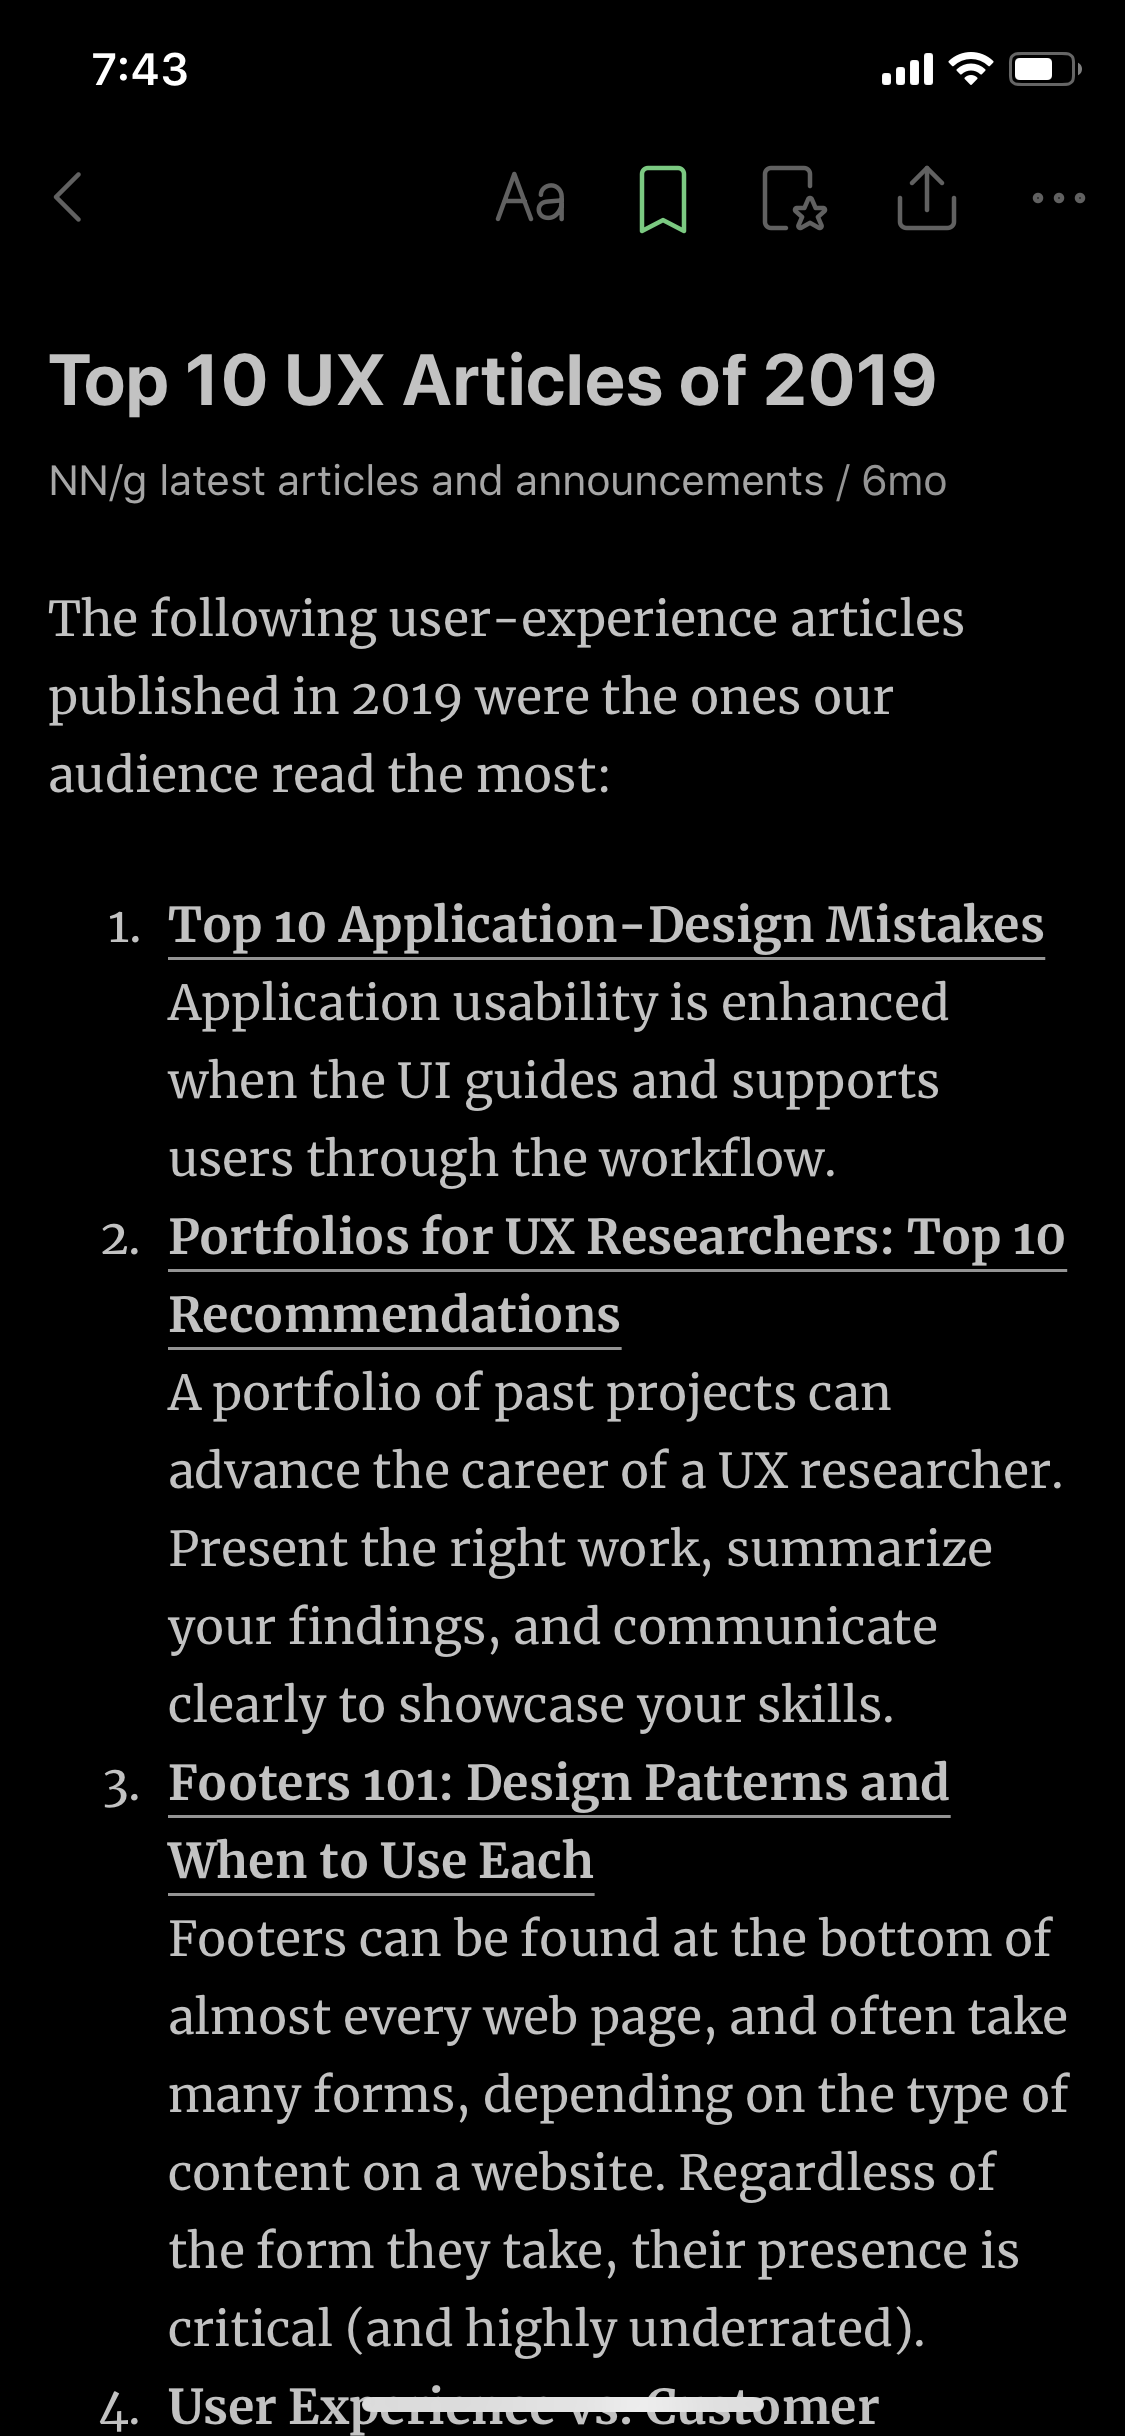 7:43
Aa
Top 10 UX Articles of 2019
NN/g latest articles and announcements / 6mo
The following user-experience articles
published in 2019 were the ones our
audience read the most:
1. Top 10 Application-Design Mistakes
Application usability is enhanced
when the UI guides and supports
users through the workflow.
2. Portfolios for UX Researchers: Top 10
Recommendations
A portfolio of past projects can
advance the career of a UX researcher.
Present the right work, summarize
your findings, and communicate
clearly to showcase your skills.
3. Footers 101: Design Patterns and
When to Use Each
Footers can be found at the bottom of
almost every web page, and often take
many forms, depending on the type of
content on a website. Regardless of
the form they take, their presence is
critical (and highly underrated).
4. User Experience vs. Customer